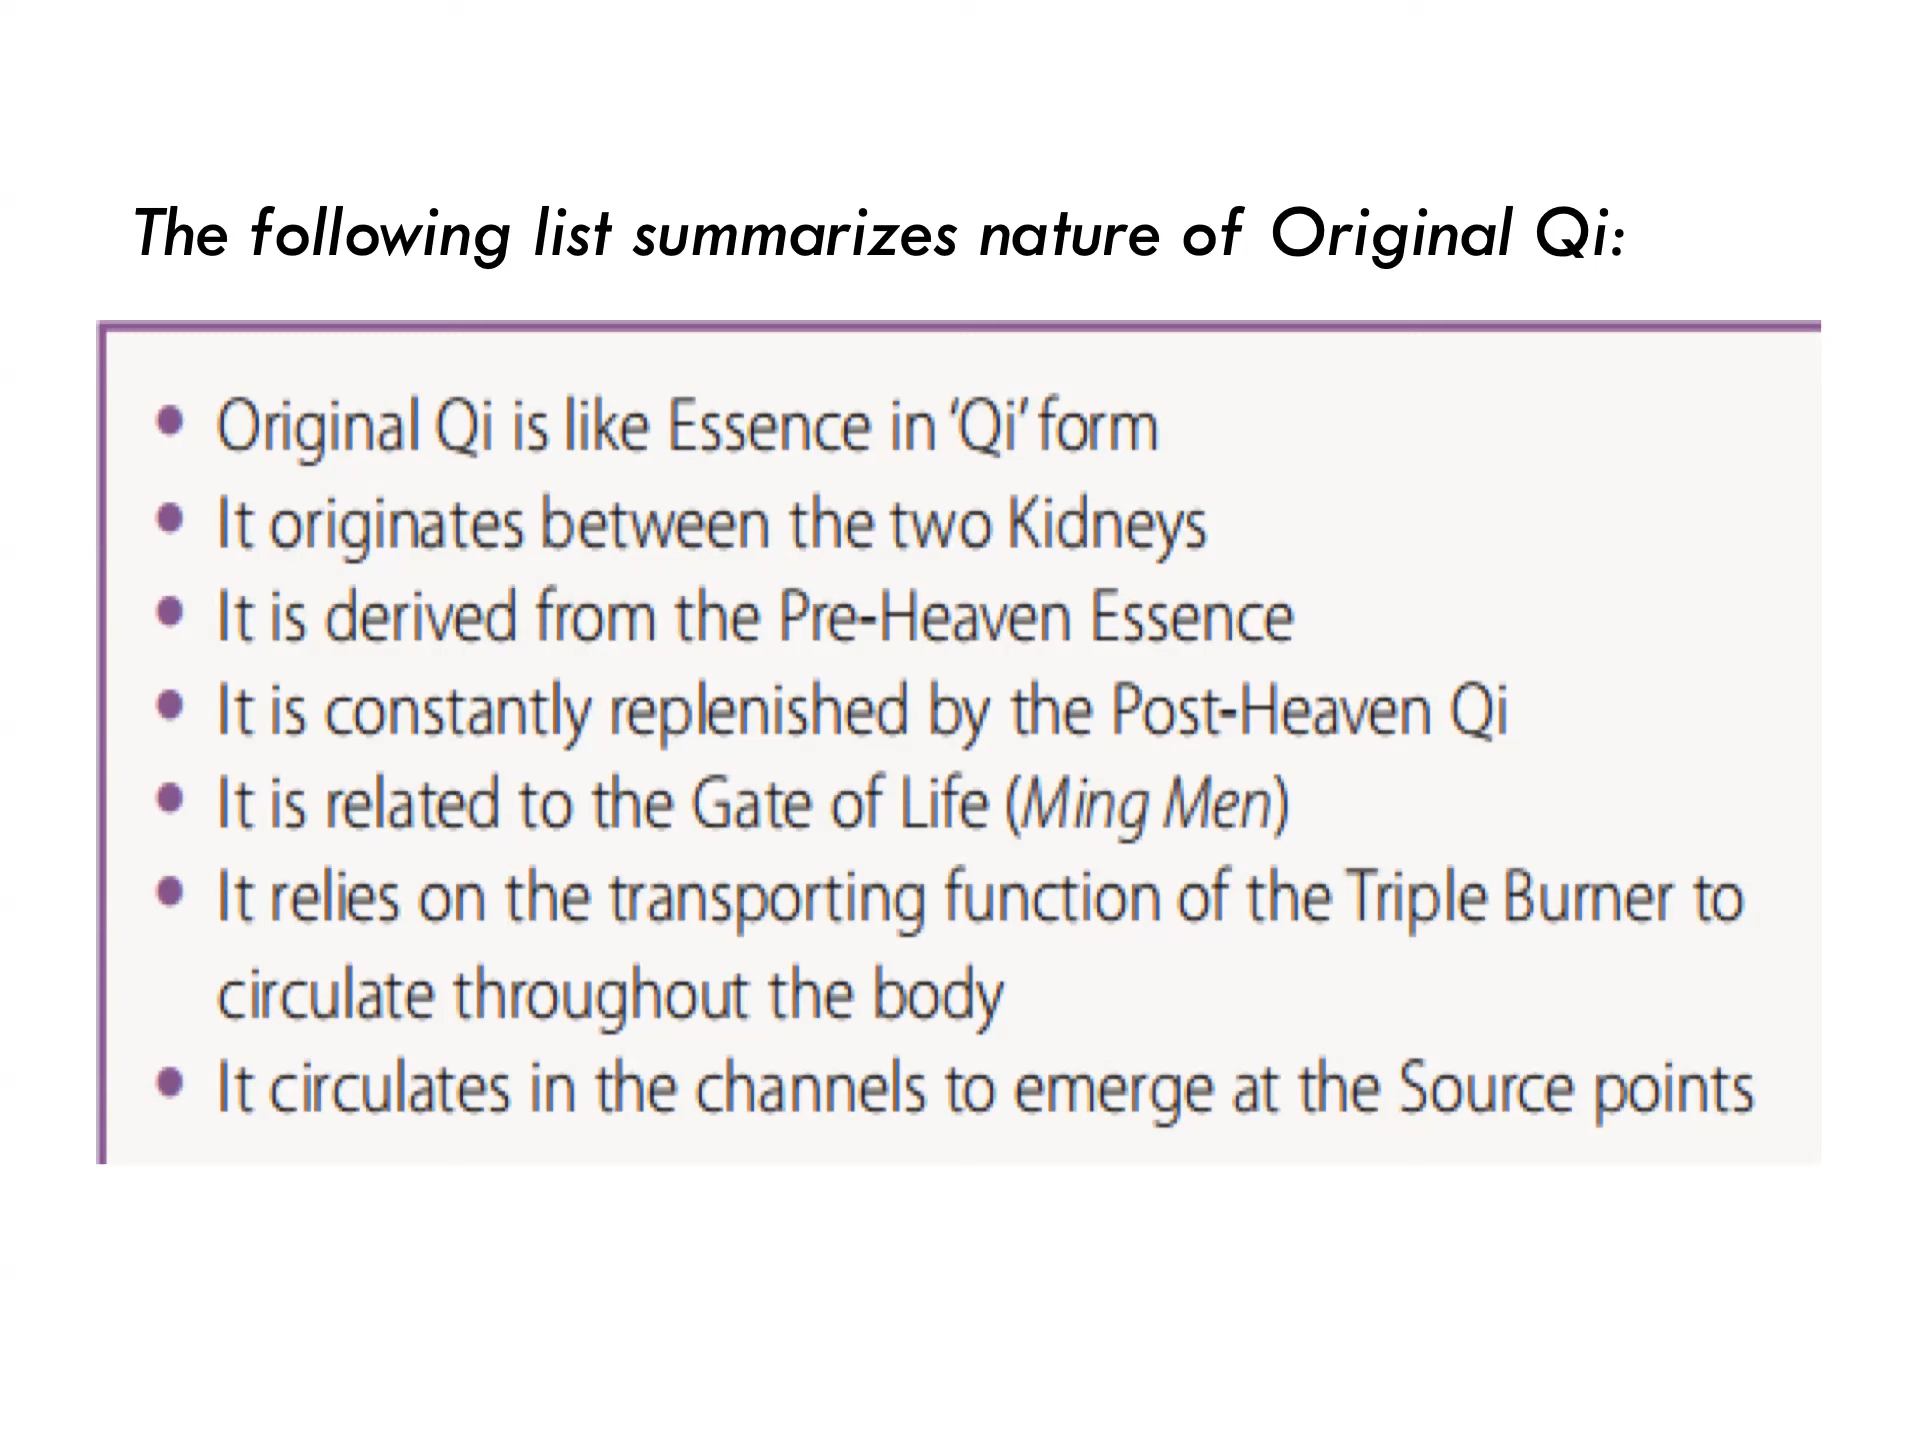 The following list summarizes nature of Original Qi:
• Original Qi is like Essence in ‘Qi’ form
• It originates between the two Kidneys
• It is derived from the Pre-Heaven Essence
• It is constantly replenished by the Post-Heaven Qi
• It is related to the Gate of Life (Ming Men)
• It relies on the transporting function of the Triple Burner to
circulate throughout the body
• It circulates in the channels to emerge at the Source points